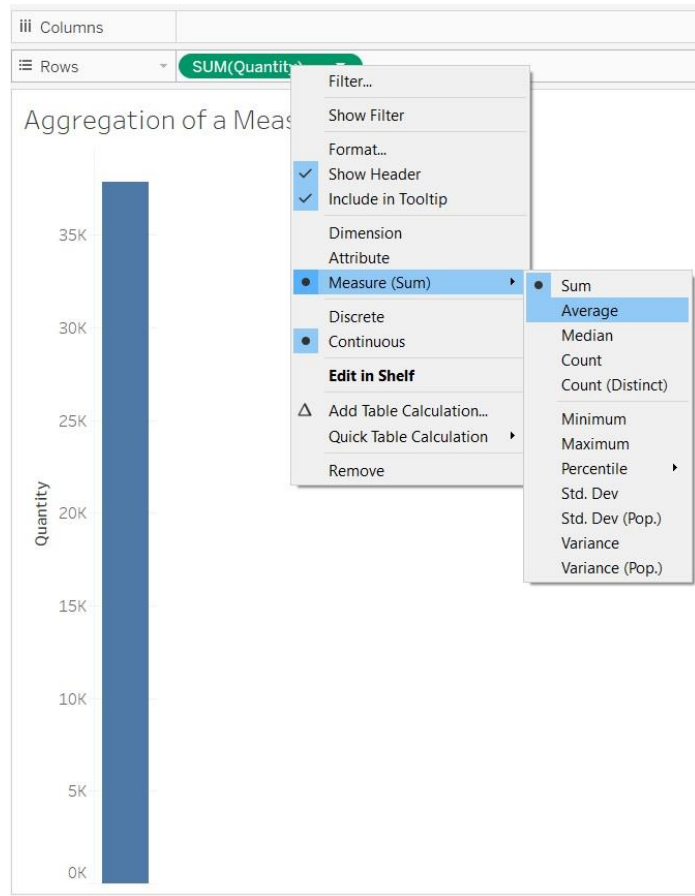 Columns
Rows
SUM(Quantity)
Aggregation of a Meas
Filter...
Show Filter
Format...
Show Header
Include in Tooltip
Dimension
Attribute
Measure (Sum)
Discrete
Continuous
Edit in Shelf
Add Table Calculation...
Quick Table Calculation
Remove
Sum
Average
Median
Count
Count (Distinct)
Minimum
Maximum
Percentile
Std. Dev
Std. Dev (Pop.)
Variance
Variance (Pop.)
Quantity
35K
30K
25K
20K
15K
10K
5K
0K